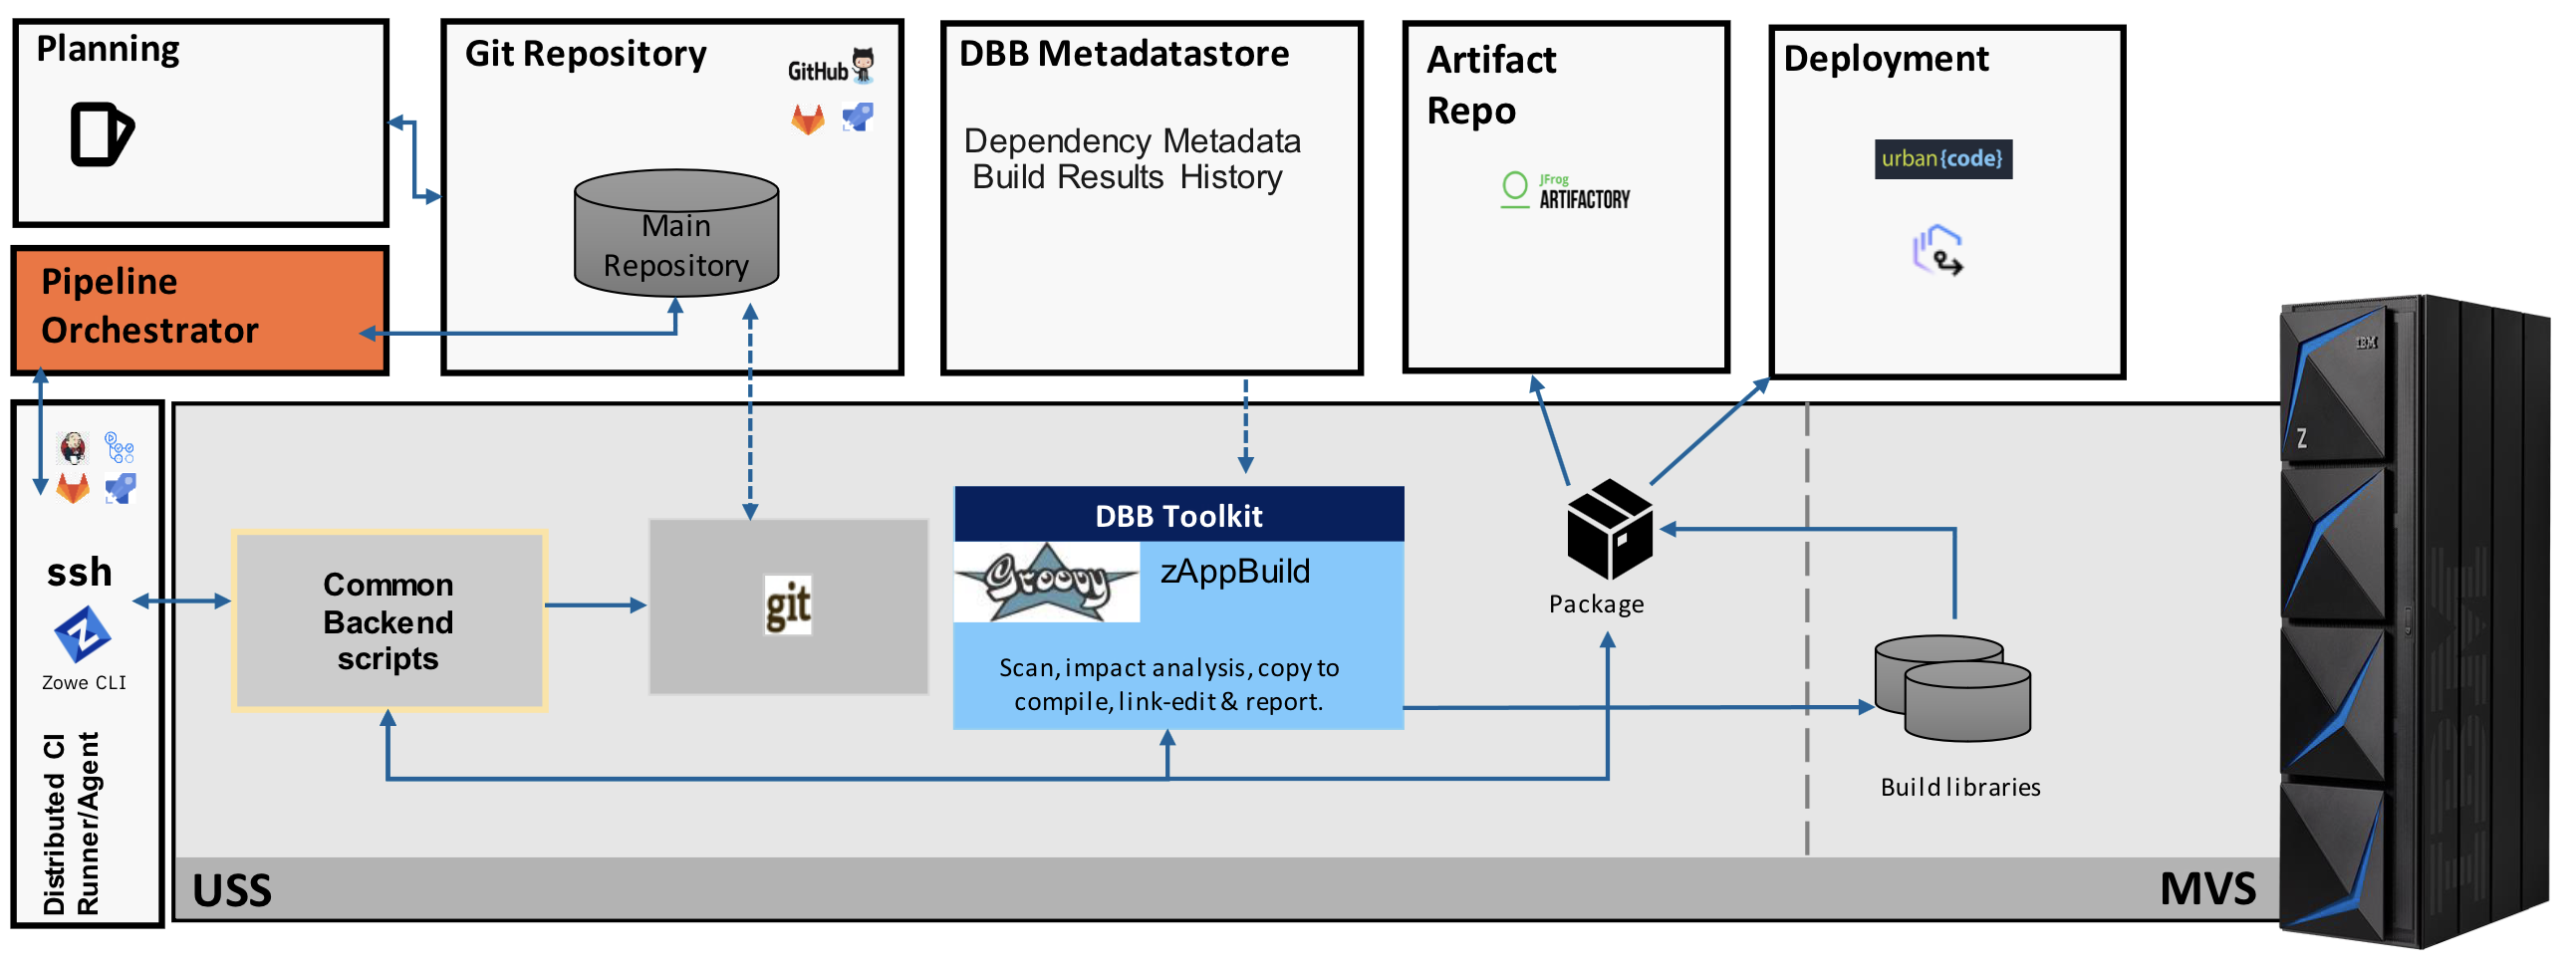 Planning
Git Repository
GitHub
Main
Repository
DBB Metadatastore
Dependency Metadata
Build Results History
Artifact
Repo
JFrog
ARTIFACTORY
Deployment
urban{code}
Pipeline
Orchestrator
ssh
Zowe CLI
Distributed CI
Runner/Agent
Common
Backend
scripts
git
DBB Toolkit
Groovy
zAppBuild
Scan, impact analysis, copy to
compile, link-edit & report.
Package
Build libraries
USS
MVS
IBM
Z